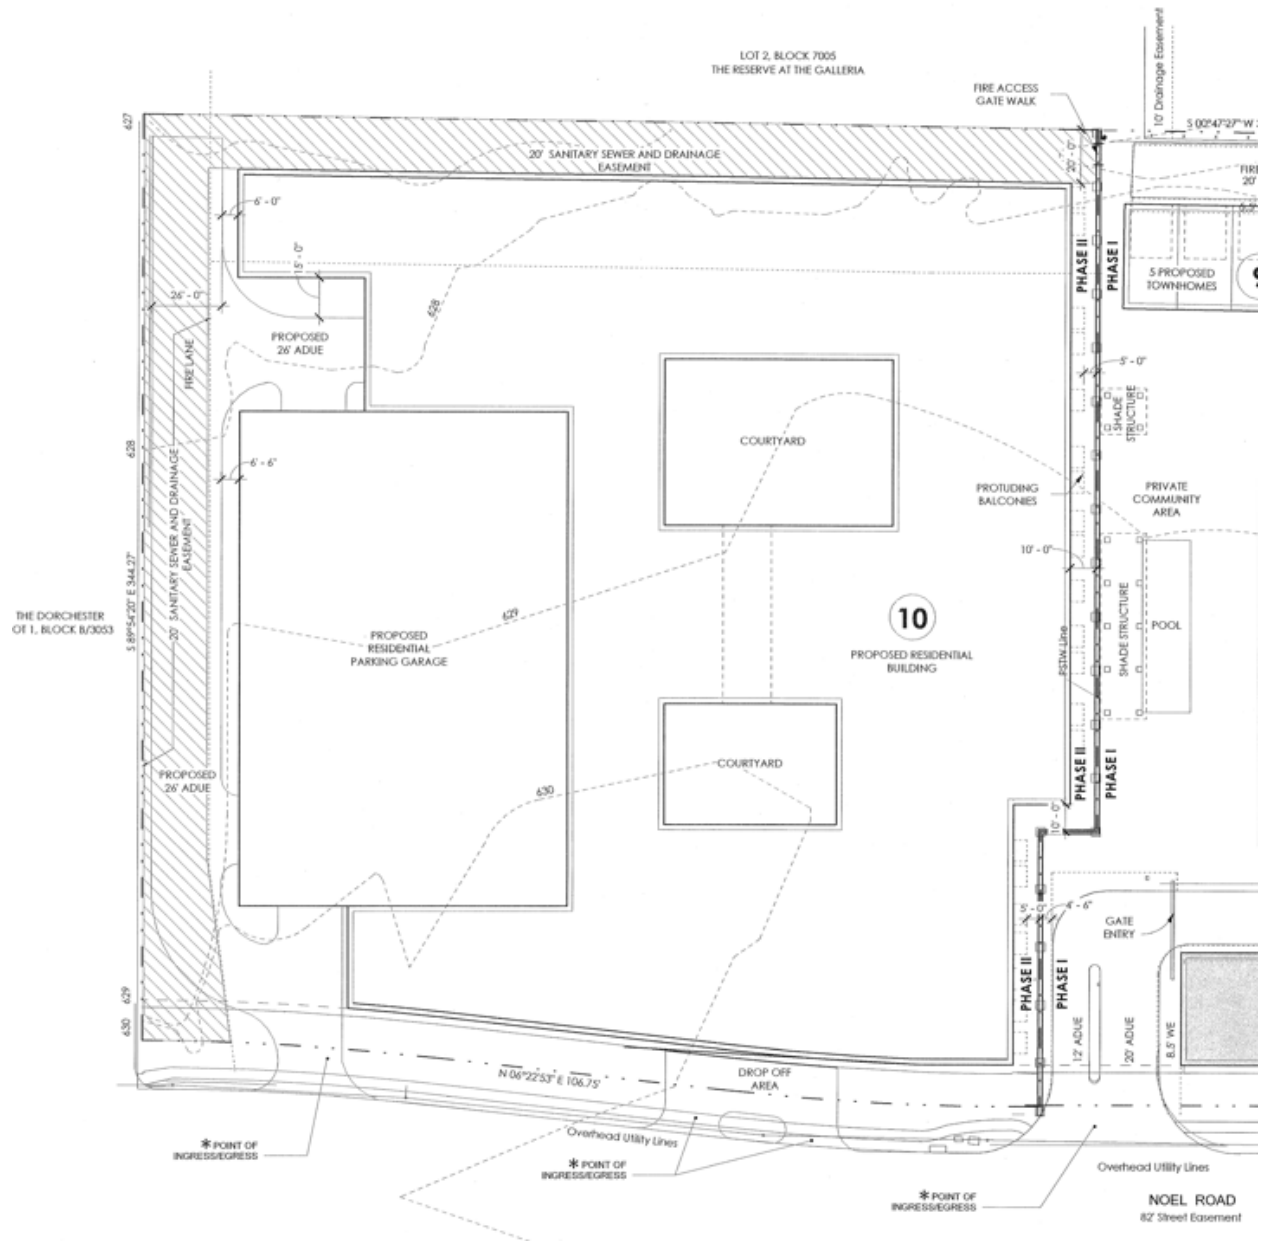 LOT 2, BLOCK 7005
THE RESERVE AT THE GALLERIA
10' Drainage Easement
FIRE ACCESS
GATE WALK
S 00°47'27" W
627
20' SANITARY SEWER AND DRAINAGE
EASEMENT
20' - 0"
FIRE
20'
6' - 0"
15' - 0"
26' - 0"
628
PHASE II
PHASE I
5 PROPOSED
TOWNHOMES
PROPOSED
26' ADUE
FIRE LANE
5' - 0"
SHADE
STRUCTURE
COURTYARD
628
6' - 6"
20' SANITARY SEWER AND DRAINAGE
EASEMENT
PROTUDING
BALCONIES
PRIVATE
COMMUNITY
AREA
10' - 0"
S 89°54'20" E 344.27'
THE DORCHESTER
OT 1, BLOCK B/3053
629
10
PROPOSED
RESIDENTIAL
PARKING GARAGE
PROPOSED RESIDENTIAL
BUILDING
SHADE STRUCTURE
POOL
COURTYARD
PROPOSED
26' ADUE
630
PHASE II
PHASE I
10' - 0"
5' - 0"
4' - 6"
GATE
ENTRY
PHASE II
PHASE I
629
630
12' ADUE
20' ADUE
8.5' WE
N 06°22'53" E 106.75'
DROP OFF
AREA
* POINT OF
INGRESS/EGRESS
Overhead Utility Lines
* POINT OF
INGRESS/EGRESS
Overhead Utility Lines
* POINT OF
INGRESS/EGRESS
NOEL ROAD
82' Street Easement